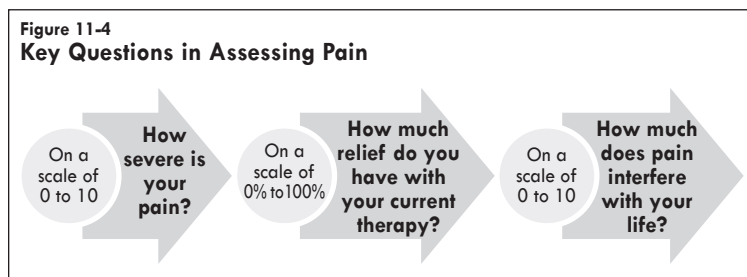 Figure 11-4
Key Questions in Assessing Pain
On a
scale of
0 to 10
How
severe is
your
pain?
On a
scale of
0% to100%
How much
relief do you
have with
your current
therapy?
On a
scale of
0 to 10
How much
does pain
interfere
with your
life?